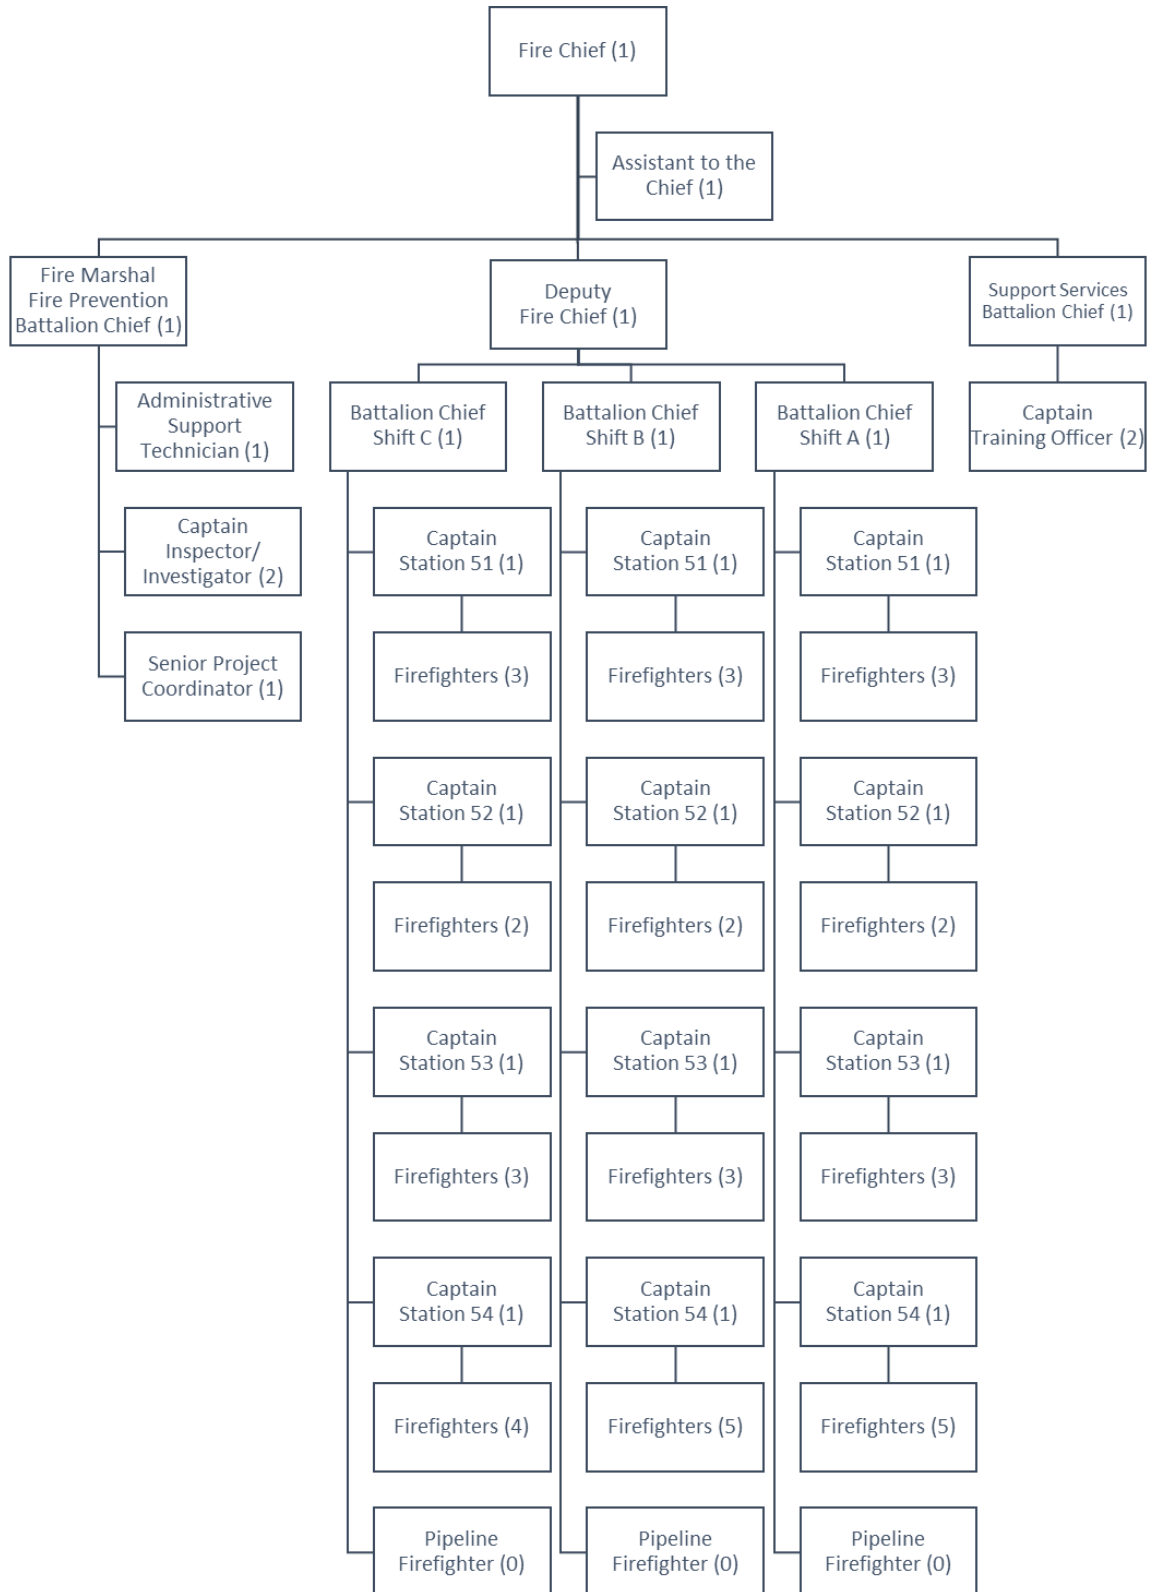 Fire Chief (1)
Assistant to the
Chief (1)
Fire Marshal
Fire Prevention
Battalion Chief (1)
Deputy
Fire Chief (1)
Support Services
Battalion Chief (1)
Administrative
Support
Technician (1)
Captain
Inspector/
Investigator (2)
Senior Project
Coordinator (1)
Battalion Chief
Shift C (1)
Captain
Station 51 (1)
Firefighters (3)
Captain
Station 52 (1)
Firefighters (2)
Captain
Station 53 (1)
Firefighters (3)
Captain
Station 54 (1)
Firefighters (4)
Pipeline
Firefighter (0)
Battalion Chief
Shift B (1)
Captain
Station 51 (1)
Firefighters (3)
Captain
Station 52 (1)
Firefighters (2)
Captain
Station 53 (1)
Firefighters (3)
Captain
Station 54 (1)
Firefighters (5)
Pipeline
Firefighter (0)
Battalion Chief
Shift A (1)
Captain
Station 51 (1)
Firefighters (3)
Captain
Station 52 (1)
Firefighters (2)
Captain
Station 53 (1)
Firefighters (3)
Captain
Station 54 (1)
Firefighters (5)
Pipeline
Firefighter (0)
Captain
Training Officer (2)